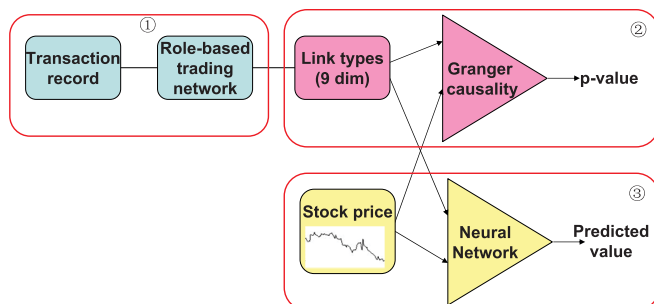 ①
Transaction
record
Role-based
trading
network
②
Link types
(9 dim)
Granger
causality
p-value
③
Stock price
Neural
Network
Predicted
value